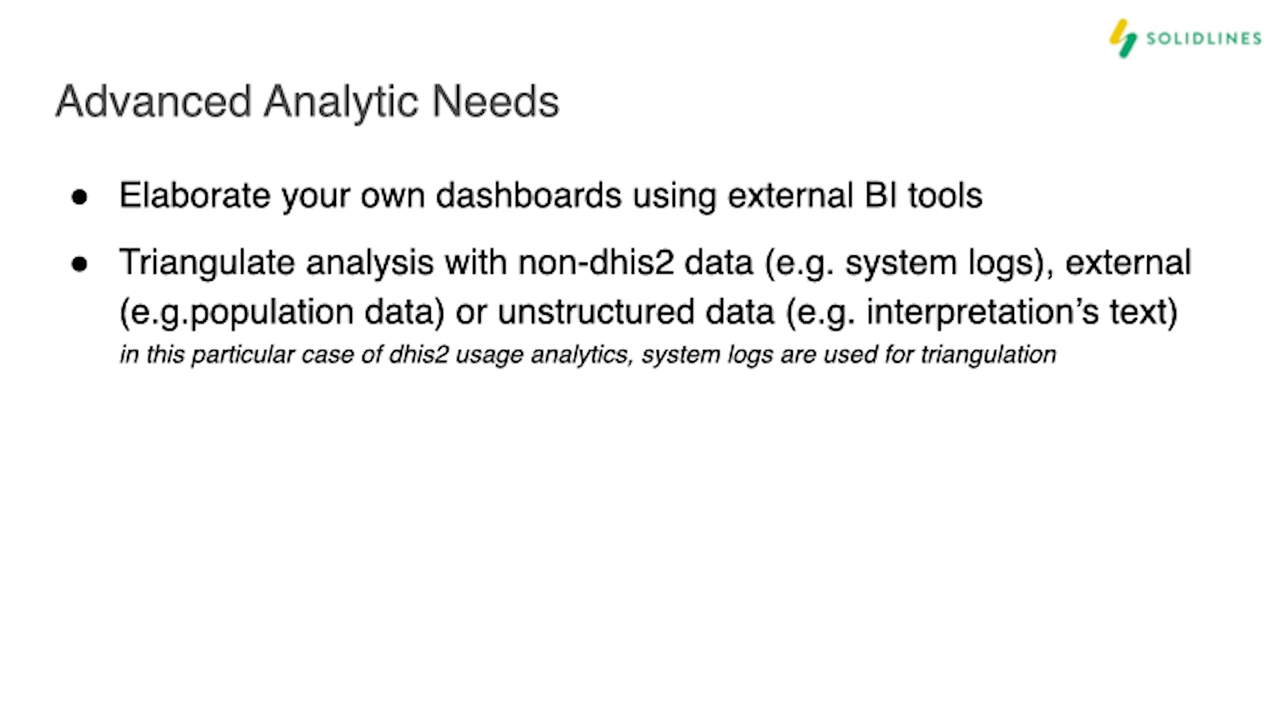 SOLIDLINES
Advanced Analytic Needs
● Elaborate your own dashboards using external BI tools
● Triangulate analysis with non-dhis2 data (e.g. system logs), external
(e.g.population data) or unstructured data (e.g. interpretation’s text)
in this particular case of dhis2 usage analytics, system logs are used for triangulation